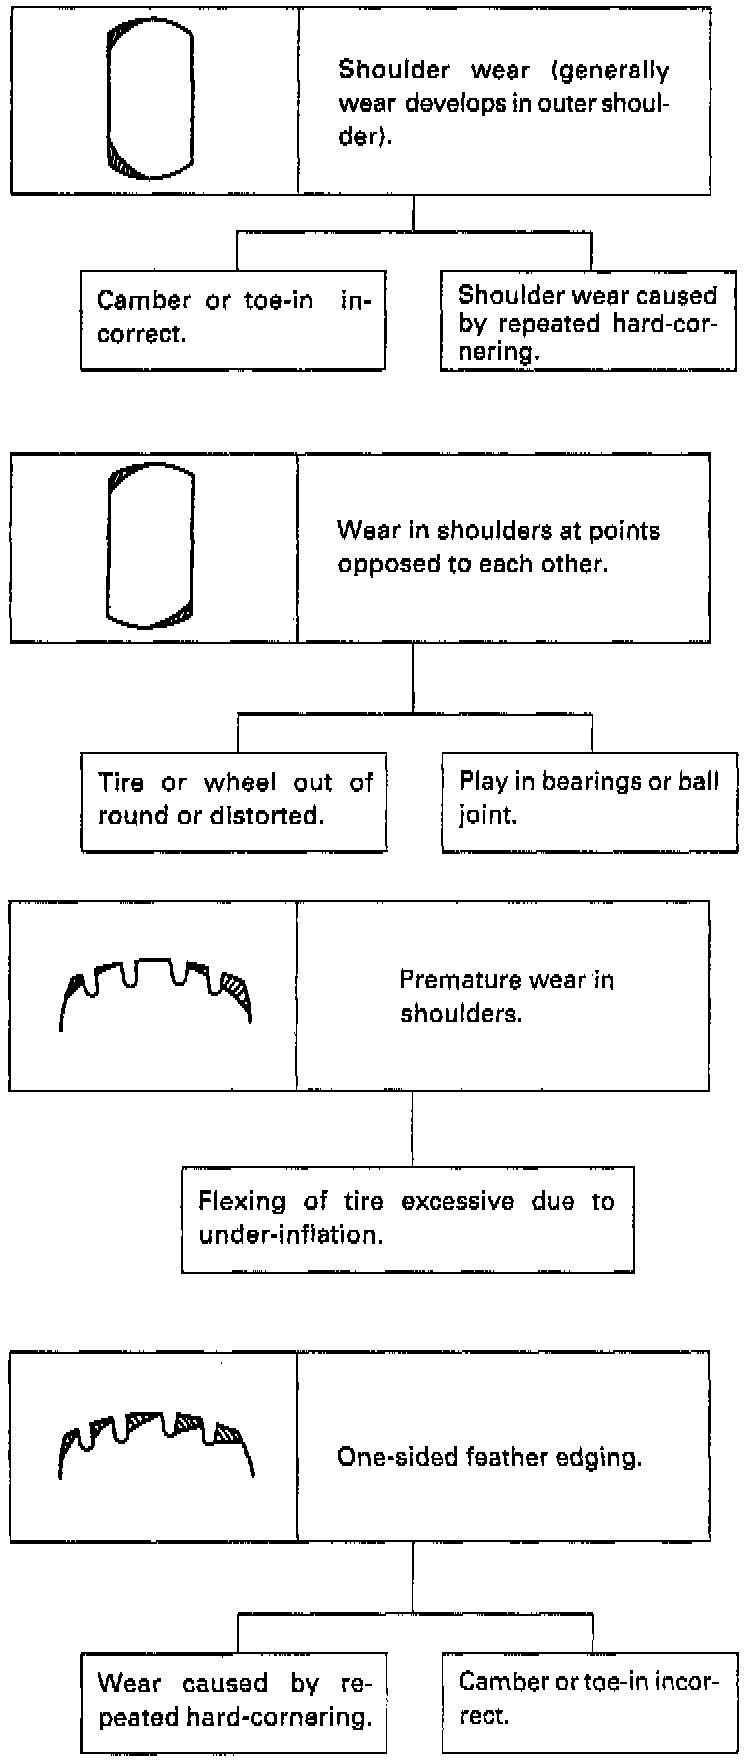 Shoulder wear (generally
wear develops in outer shoul-
der).
Camber or toe-in in-
correct.
Shoulder wear caused
by repeated hard-cor-
nering.
Wear in shoulders at points
opposed to each other.
Tire or wheel out of
round or distorted.
Play in bearings or ball
joint.
Premature wear in
shoulders.
Flexing of tire excessive due to
under-inflation.
One-sided feather edging.
Wear caused by re-
peated hard-cornering.
Camber or toe-in incor-
rect.